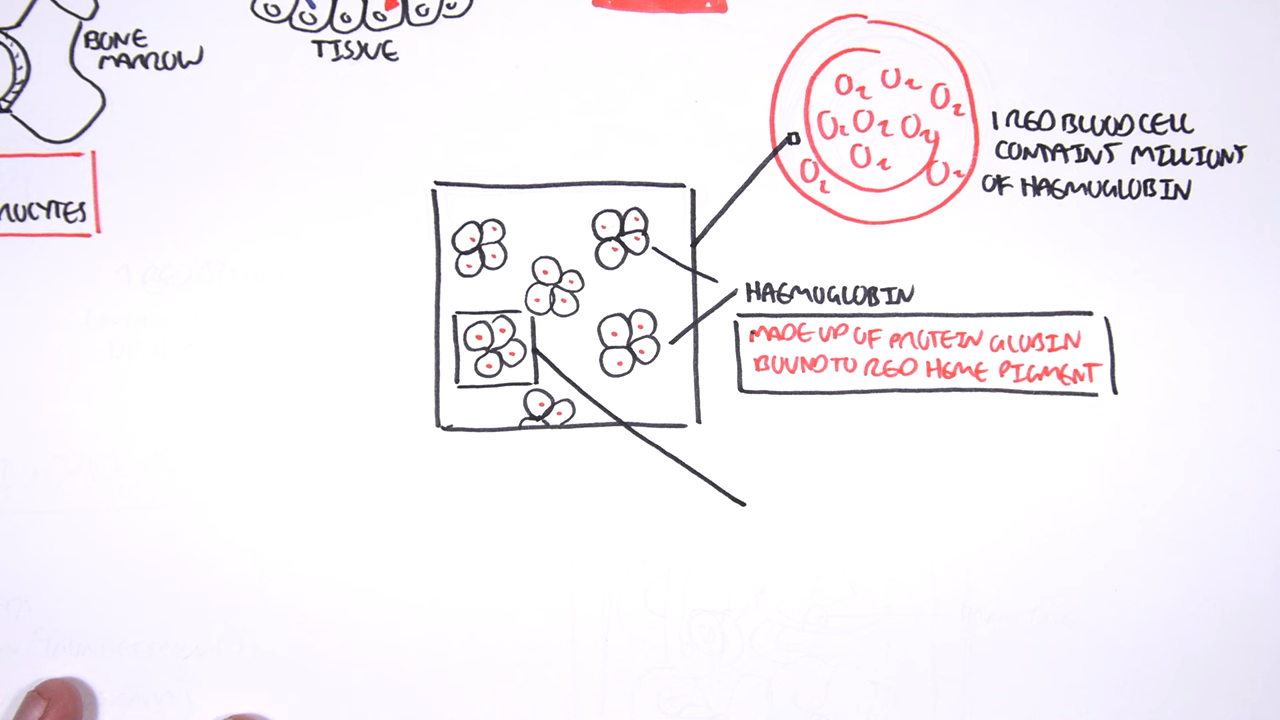 BONE
MARROW
TISSUE
O2 O2 O2
O2 O2 O2
O2
O2 O2
1 RED BLOOD CELL
CONTAINS MILLIONS
OF HAEMOGLOBIN
MOCYTES
HAEMOGLOBIN
MADE UP OF PROTEIN GLOBIN
BOUND TO RED HEME PIGMENT